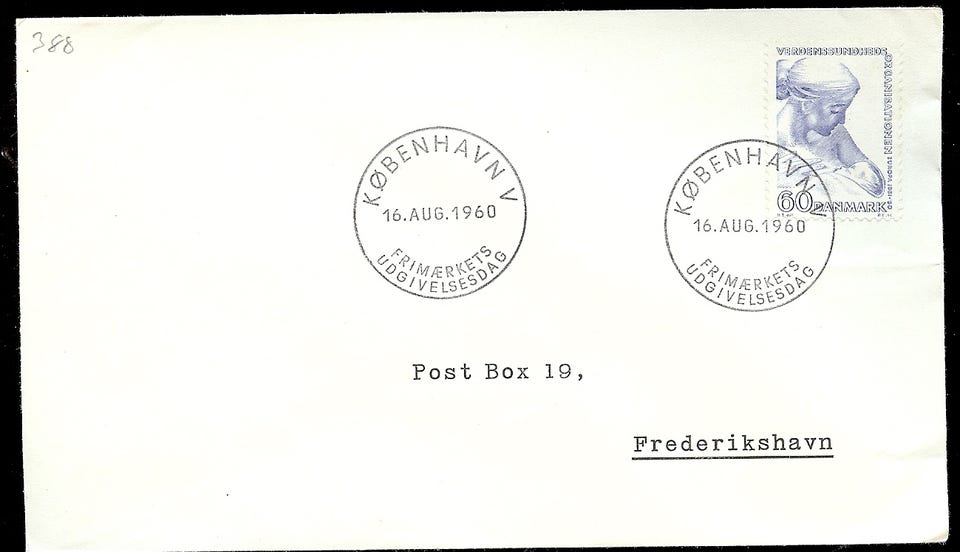 388
VERDENSSUNDHEDS
ORGANISATIONEN
60 DANMARK
KØBENHAVN V
16.AUG.1960
FRIMÆRKETS
UDGIVELSESDAG
KØBENHAVN V
16.AUG.1960
FRIMÆRKETS
UDGIVELSESDAG
Post Box 19,
Frederikshavn